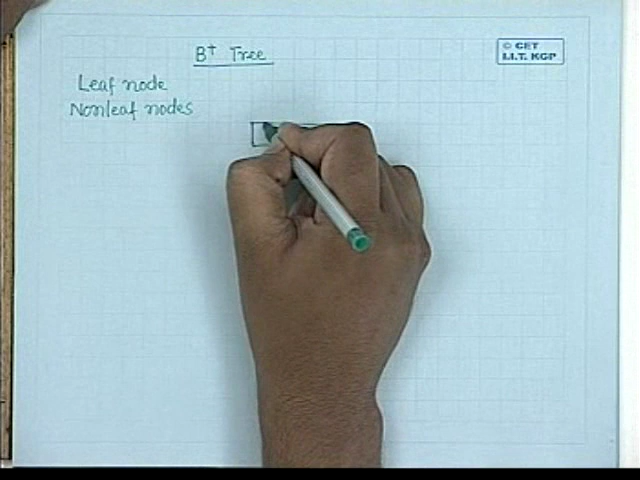 B+ Tree
© CET
I.I.T. KGP
Leaf node
Nonleaf nodes